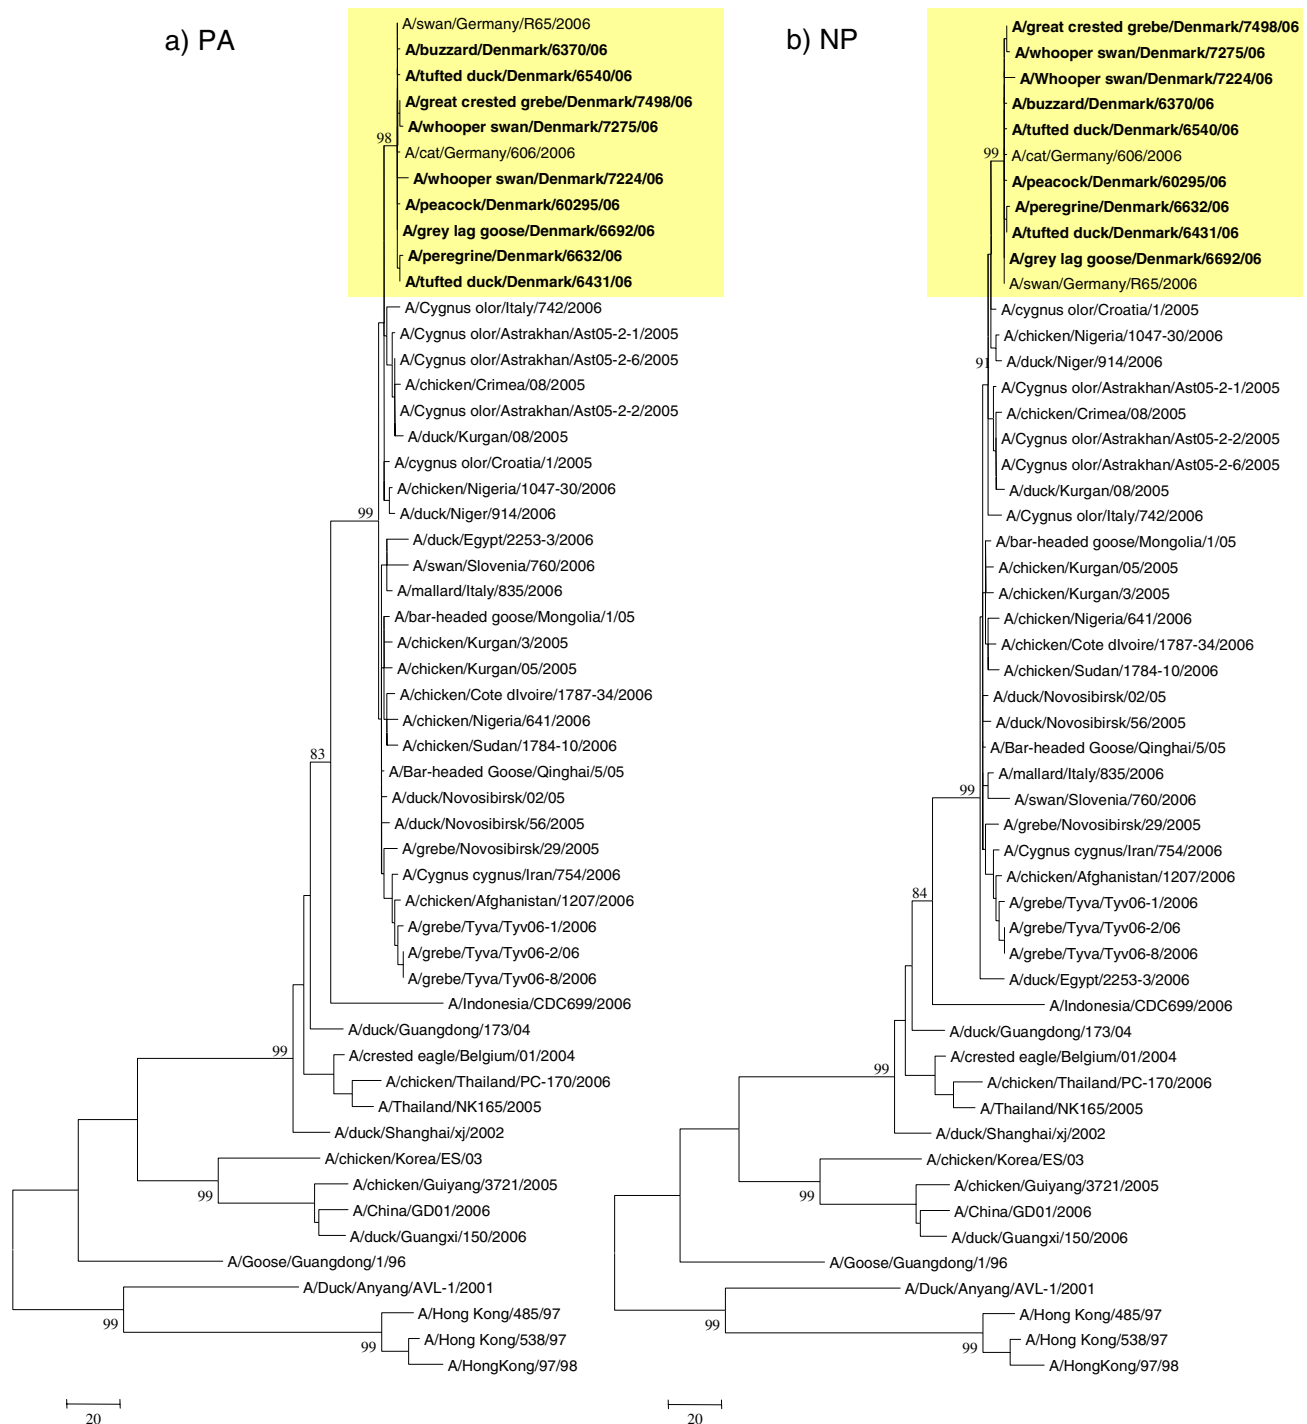 a) PA
A/swan/Germany/R65/2006
A/buzzard/Denmark/6370/06
A/tufted duck/Denmark/6540/06
A/great crested grebe/Denmark/7498/06
A/whooper swan/Denmark/7275/06
98
A/cat/Germany/606/2006
A/whooper swan/Denmark/7224/06
A/peacock/Denmark/60295/06
A/grey lag goose/Denmark/6692/06
A/peregrine/Denmark/6632/06
A/tufted duck/Denmark/6431/06
A/Cygnus olor/Italy/742/2006
A/Cygnus olor/Astrakhan/Ast05-2-1/2005
A/Cygnus olor/Astrakhan/Ast05-2-6/2005
A/chicken/Crimea/08/2005
A/Cygnus olor/Astrakhan/Ast05-2-2/2005
A/duck/Kurgan/08/2005
A/cygnus olor/Croatia/1/2005
A/chicken/Nigeria/1047-30/2006
A/duck/Niger/914/2006
99
A/duck/Egypt/2253-3/2006
A/swan/Slovenia/760/2006
A/mallard/Italy/835/2006
A/bar-headed goose/Mongolia/1/05
A/chicken/Kurgan/3/2005
A/chicken/Kurgan/05/2005
A/chicken/Cote dIvoire/1787-34/2006
A/chicken/Nigeria/641/2006
A/chicken/Sudan/1784-10/2006
83
A/Bar-headed Goose/Qinghai/5/05
A/duck/Novosibirsk/02/05
A/duck/Novosibirsk/56/2005
A/grebe/Novosibirsk/29/2005
A/Cygnus cygnus/Iran/754/2006
A/chicken/Afghanistan/1207/2006
A/grebe/Tyva/Tyv06-1/2006
A/grebe/Tyva/Tyv06-2/06
A/grebe/Tyva/Tyv06-8/2006
A/Indonesia/CDC699/2006
A/duck/Guangdong/173/04
99
A/crested eagle/Belgium/01/2004
A/chicken/Thailand/PC-170/2006
A/Thailand/NK165/2005
A/duck/Shanghai/xj/2002
A/chicken/Korea/ES/03
99
A/chicken/Guiyang/3721/2005
A/China/GD01/2006
A/duck/Guangxi/150/2006
A/Goose/Guangdong/1/96
A/Duck/Anyang/AVL-1/2001
99
A/Hong Kong/485/97
A/Hong Kong/538/97
99
A/HongKong/97/98
20
b) NP
A/great crested grebe/Denmark/7498/06
A/whooper swan/Denmark/7275/06
A/Whooper swan/Denmark/7224/06
A/buzzard/Denmark/6370/06
A/tufted duck/Denmark/6540/06
99
A/cat/Germany/606/2006
A/peacock/Denmark/60295/06
A/peregrine/Denmark/6632/06
A/tufted duck/Denmark/6431/06
A/grey lag goose/Denmark/6692/06
A/swan/Germany/R65/2006
A/cygnus olor/Croatia/1/2005
A/chicken/Nigeria/1047-30/2006
A/duck/Niger/914/2006
91
A/Cygnus olor/Astrakhan/Ast05-2-1/2005
A/chicken/Crimea/08/2005
A/Cygnus olor/Astrakhan/Ast05-2-2/2005
A/Cygnus olor/Astrakhan/Ast05-2-6/2005
A/duck/Kurgan/08/2005
A/Cygnus olor/Italy/742/2006
A/bar-headed goose/Mongolia/1/05
A/chicken/Kurgan/05/2005
A/chicken/Kurgan/3/2005
A/chicken/Nigeria/641/2006
A/chicken/Cote dIvoire/1787-34/2006
A/chicken/Sudan/1784-10/2006
A/duck/Novosibirsk/02/05
A/duck/Novosibirsk/56/2005
A/Bar-headed Goose/Qinghai/5/05
A/mallard/Italy/835/2006
99
A/swan/Slovenia/760/2006
A/grebe/Novosibirsk/29/2005
A/Cygnus cygnus/Iran/754/2006
A/chicken/Afghanistan/1207/2006
84
A/grebe/Tyva/Tyv06-1/2006
A/grebe/Tyva/Tyv06-2/06
A/grebe/Tyva/Tyv06-8/2006
A/duck/Egypt/2253-3/2006
A/Indonesia/CDC699/2006
A/duck/Guangdong/173/04
A/crested eagle/Belgium/01/2004
99
A/chicken/Thailand/PC-170/2006
A/Thailand/NK165/2005
A/duck/Shanghai/xj/2002
A/chicken/Korea/ES/03
99
A/chicken/Guiyang/3721/2005
A/China/GD01/2006
A/duck/Guangxi/150/2006
A/Goose/Guangdong/1/96
A/Duck/Anyang/AVL-1/2001
99
A/Hong Kong/485/97
A/Hong Kong/538/97
99
A/HongKong/97/98
20